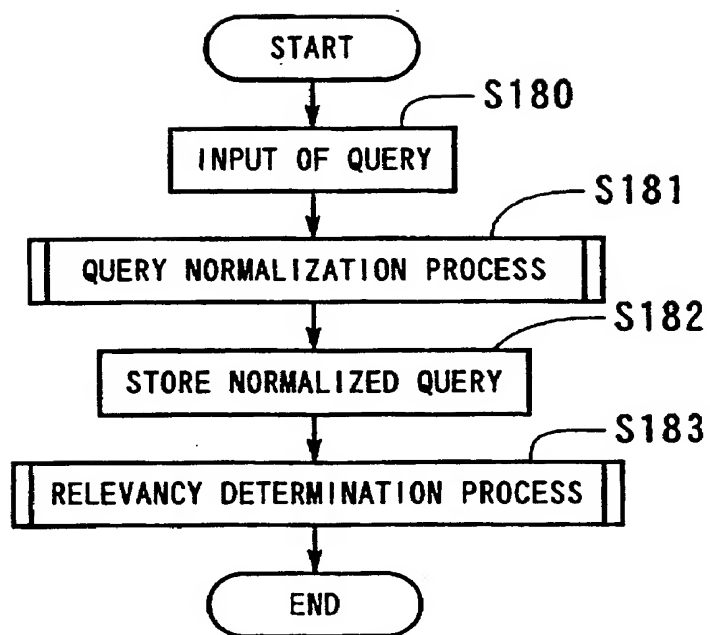 START
S180
INPUT OF QUERY
S181
QUERY NORMALIZATION PROCESS
S182
STORE NORMALIZED QUERY
S183
RELEVANCY DETERMINATION PROCESS
END